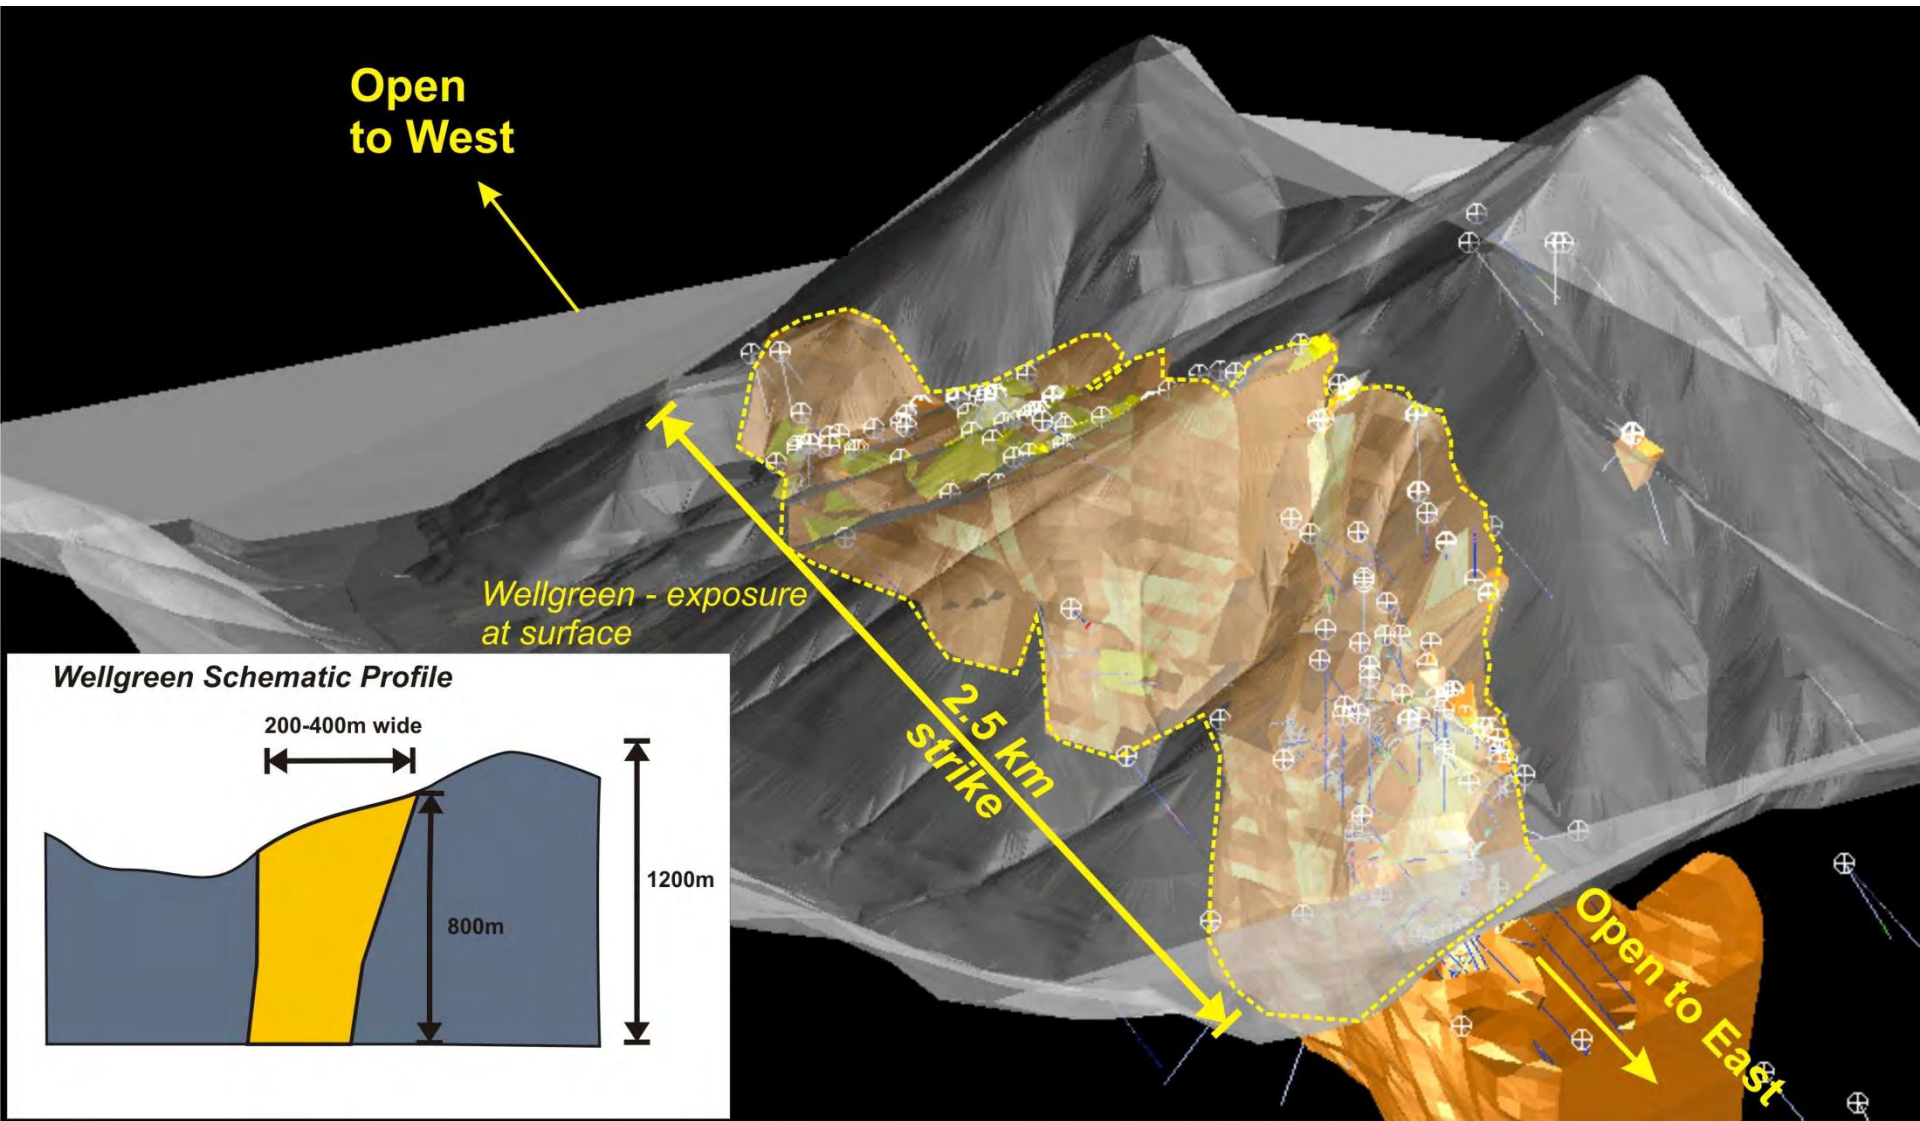 Open
to West
Wellgreen - exposure
at surface
2.5 km
strike
Open to East
Wellgreen Schematic Profile
200-400m wide
1200m
800m